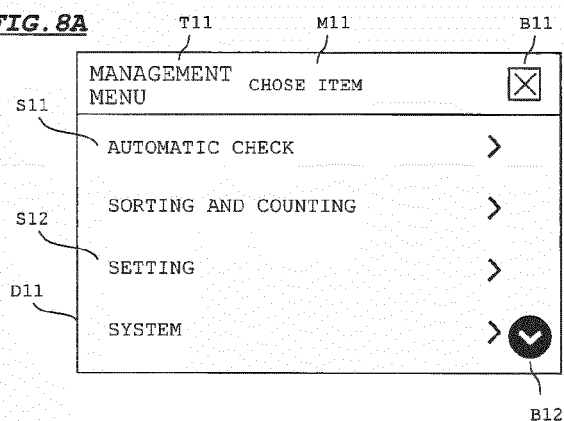 FIG. 8A
T11 M11 B11
MANAGEMENT
MENU
CHOSE ITEM
S11
AUTOMATIC CHECK
SORTING AND COUNTING
S12
SETTING
D11
SYSTEM
B12